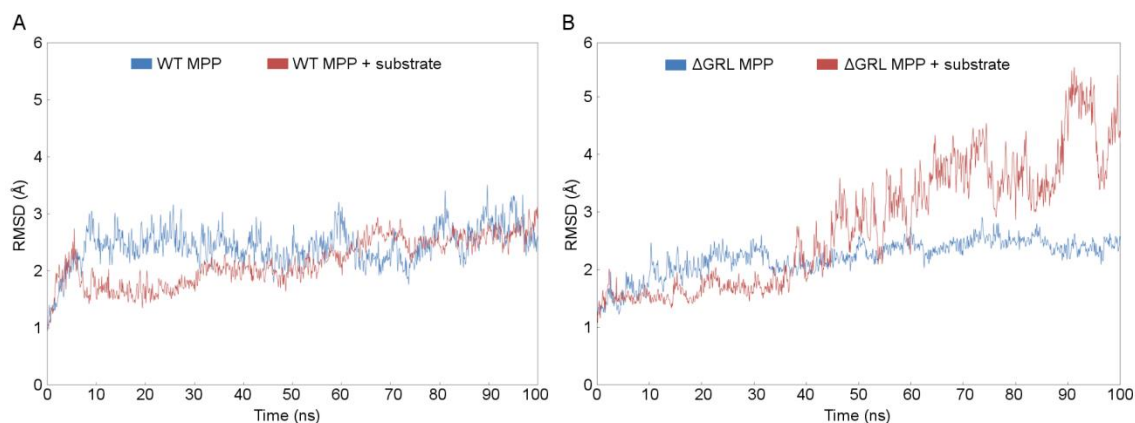 A
WT MPP
WT MPP + substrate
RMSD (Å)
6
5
4
3
2
1
0
0 10 20 30 40 50 60 70 80 90 100
Time (ns)
B
ΔGRL MPP
ΔGRL MPP + substrate
RMSD (Å)
6
5
4
3
2
1
0
0 10 20 30 40 50 60 70 80 90 100
Time (ns)